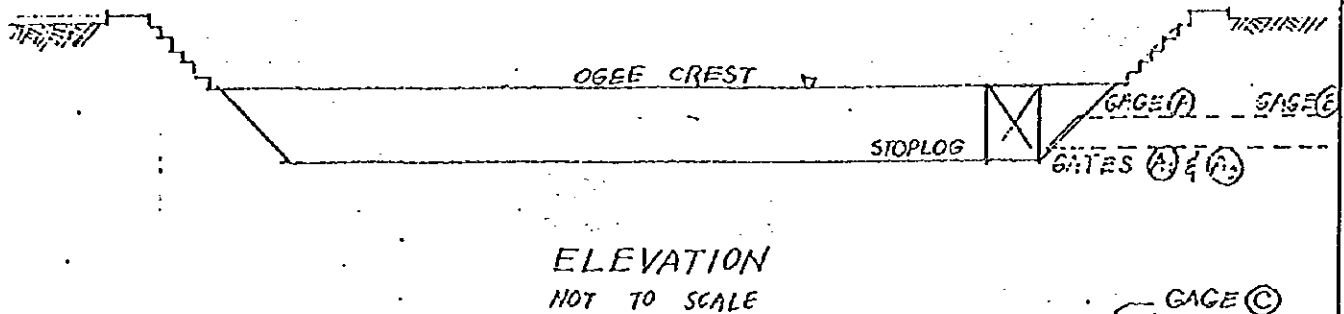 OGEE CREST
GAGE Ⓐ GAGE
STOPLOG
GATES
ELEVATION
NOT TO SCALE
GAGE Ⓒ